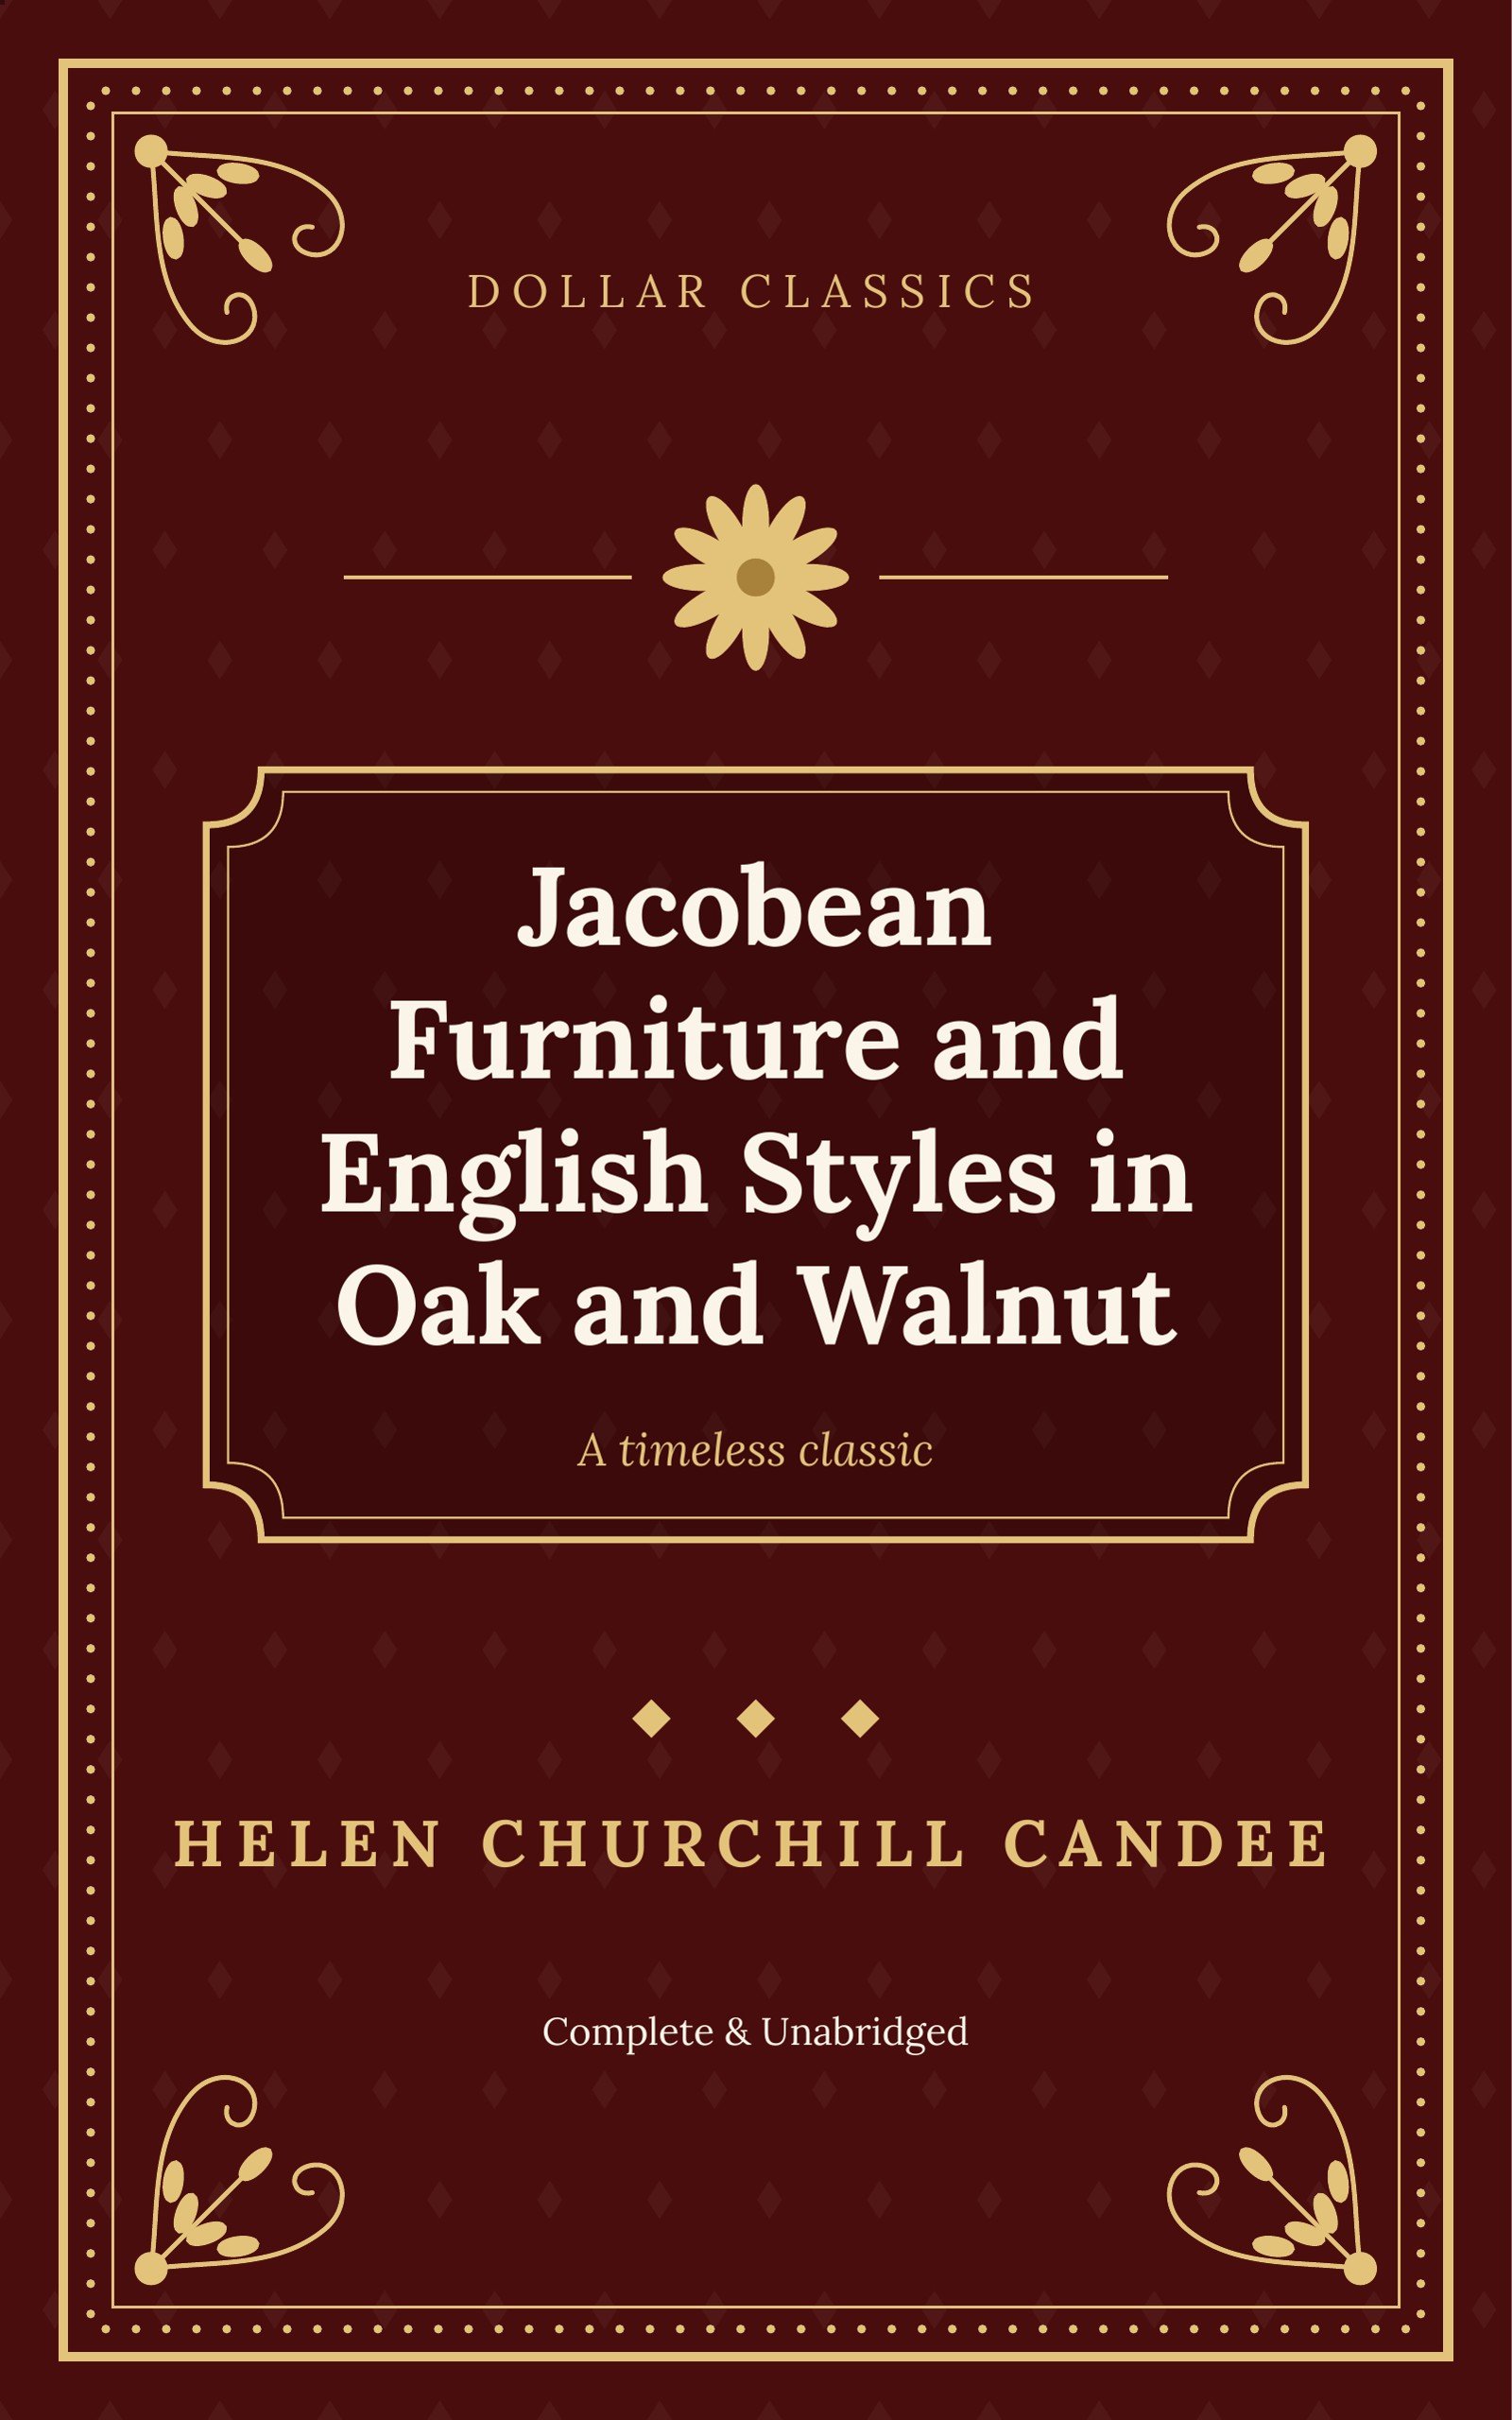 DOLLAR CLASSICS
Jacobean
Furniture and
English Styles in
Oak and Walnut
A timeless classic
HELEN CHURCHILL CANDEE
Complete & Unabridged